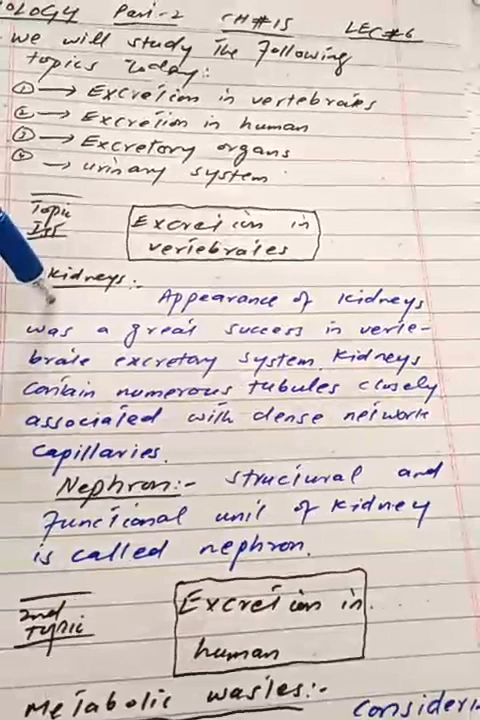 OLOGY Part-2 CH#15 LEC#6
we will study the following
topics today:
① → Excretion in vertebrates
② → Excretion in human
③ → Excretory organs
④ → urinary system
Topic
Ist
Excretion in
vertebrates
Kidneys:-
Appearance of kidneys
was a great success in verte-
brate excretory system. Kidneys
contain numerous tubules closely
associated with dense network
capillaries.
Nephron:- structural and
functional unit of kidney
is called nephron.
2nd
Topic
Excretion in
human
Metabolic wastes:- Consideri